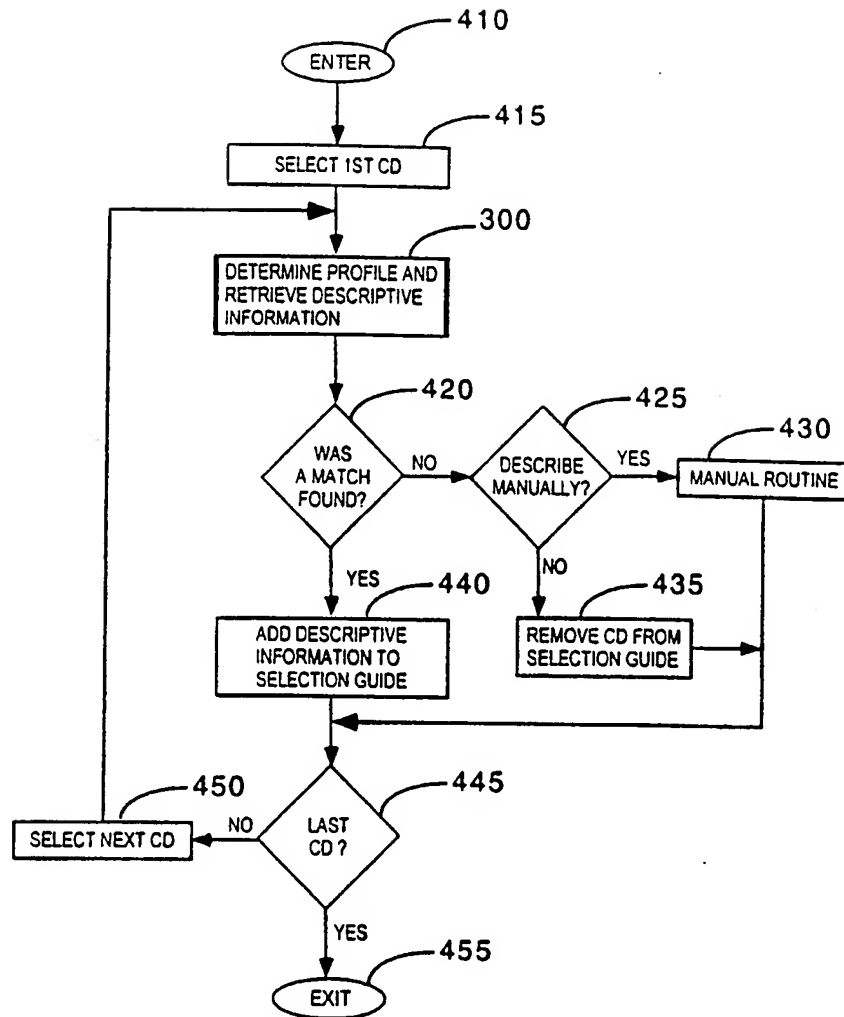 410
ENTER
415
SELECT 1ST CD
300
DETERMINE PROFILE AND
RETRIEVE DESCRIPTIVE
INFORMATION
420
WAS
A MATCH
FOUND?
NO
425
DESCRIBE
MANUALLY?
YES
430
MANUAL ROUTINE
YES
NO
440
ADD DESCRIPTIVE
INFORMATION TO
SELECTION GUIDE
435
REMOVE CD FROM
SELECTION GUIDE
445
LAST
CD ?
NO
450
SELECT NEXT CD
YES
455
EXIT